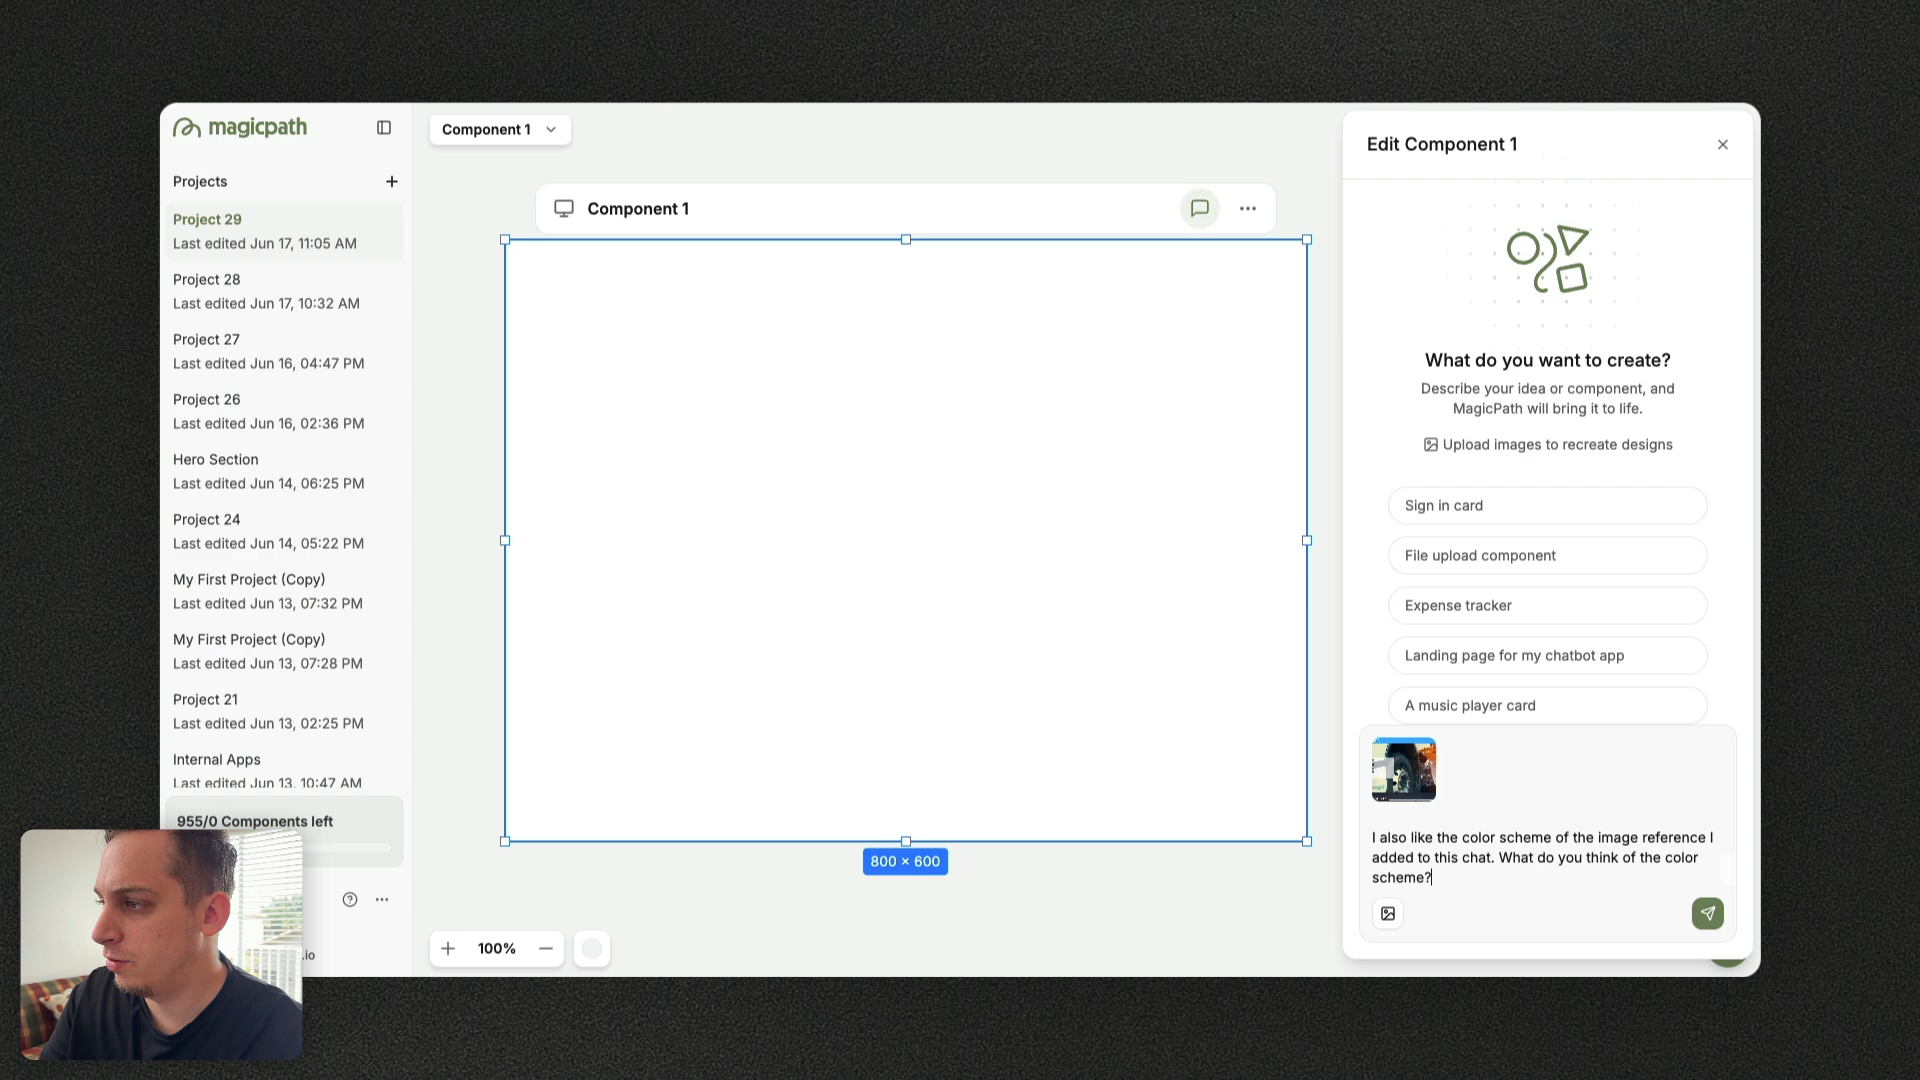 magicpath
Projects
Project 29
Last edited Jun 17, 11:05 AM
Project 28
Last edited Jun 17, 10:32 AM
Project 27
Last edited Jun 16, 04:47 PM
Project 26
Last edited Jun 16, 02:36 PM
Hero Section
Last edited Jun 14, 06:25 PM
Project 24
Last edited Jun 14, 05:22 PM
My First Project (Copy)
Last edited Jun 13, 07:32 PM
My First Project (Copy)
Last edited Jun 13, 07:28 PM
Project 21
Last edited Jun 13, 02:25 PM
Internal Apps
Last edited Jun 13, 10:47 AM
955/0 Components left
.io
Component 1
Component 1
800 × 600
100%
Edit Component 1
What do you want to create?
Describe your idea or component, and
MagicPath will bring it to life.
Upload images to recreate designs
Sign in card
File upload component
Expense tracker
Landing page for my chatbot app
A music player card
I also like the color scheme of the image reference I
added to this chat. What do you think of the color
scheme?